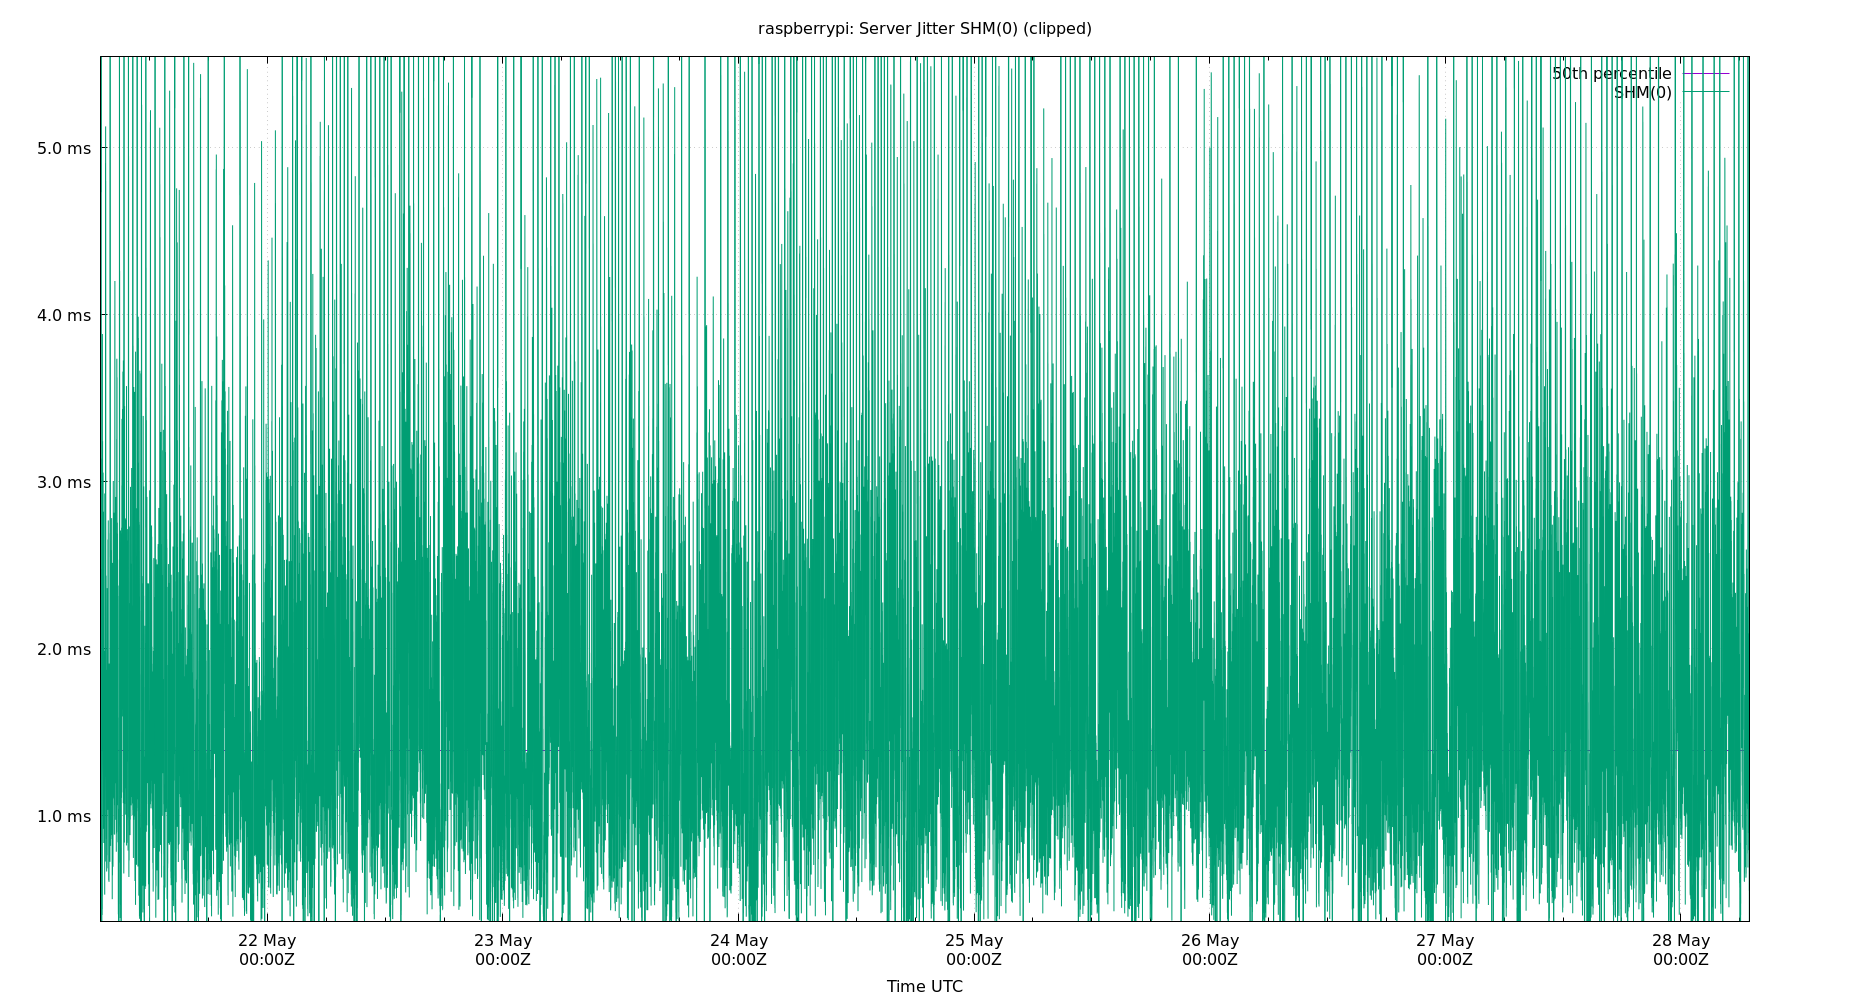 raspberrypi: Server Jitter SHM(0) (clipped)
50th percentile
SHM(0)
5.0 ms
4.0 ms
3.0 ms
2.0 ms
1.0 ms
22 May
00:00Z
23 May
00:00Z
24 May
00:00Z
25 May
00:00Z
26 May
00:00Z
27 May
00:00Z
28 May
00:00Z
Time UTC